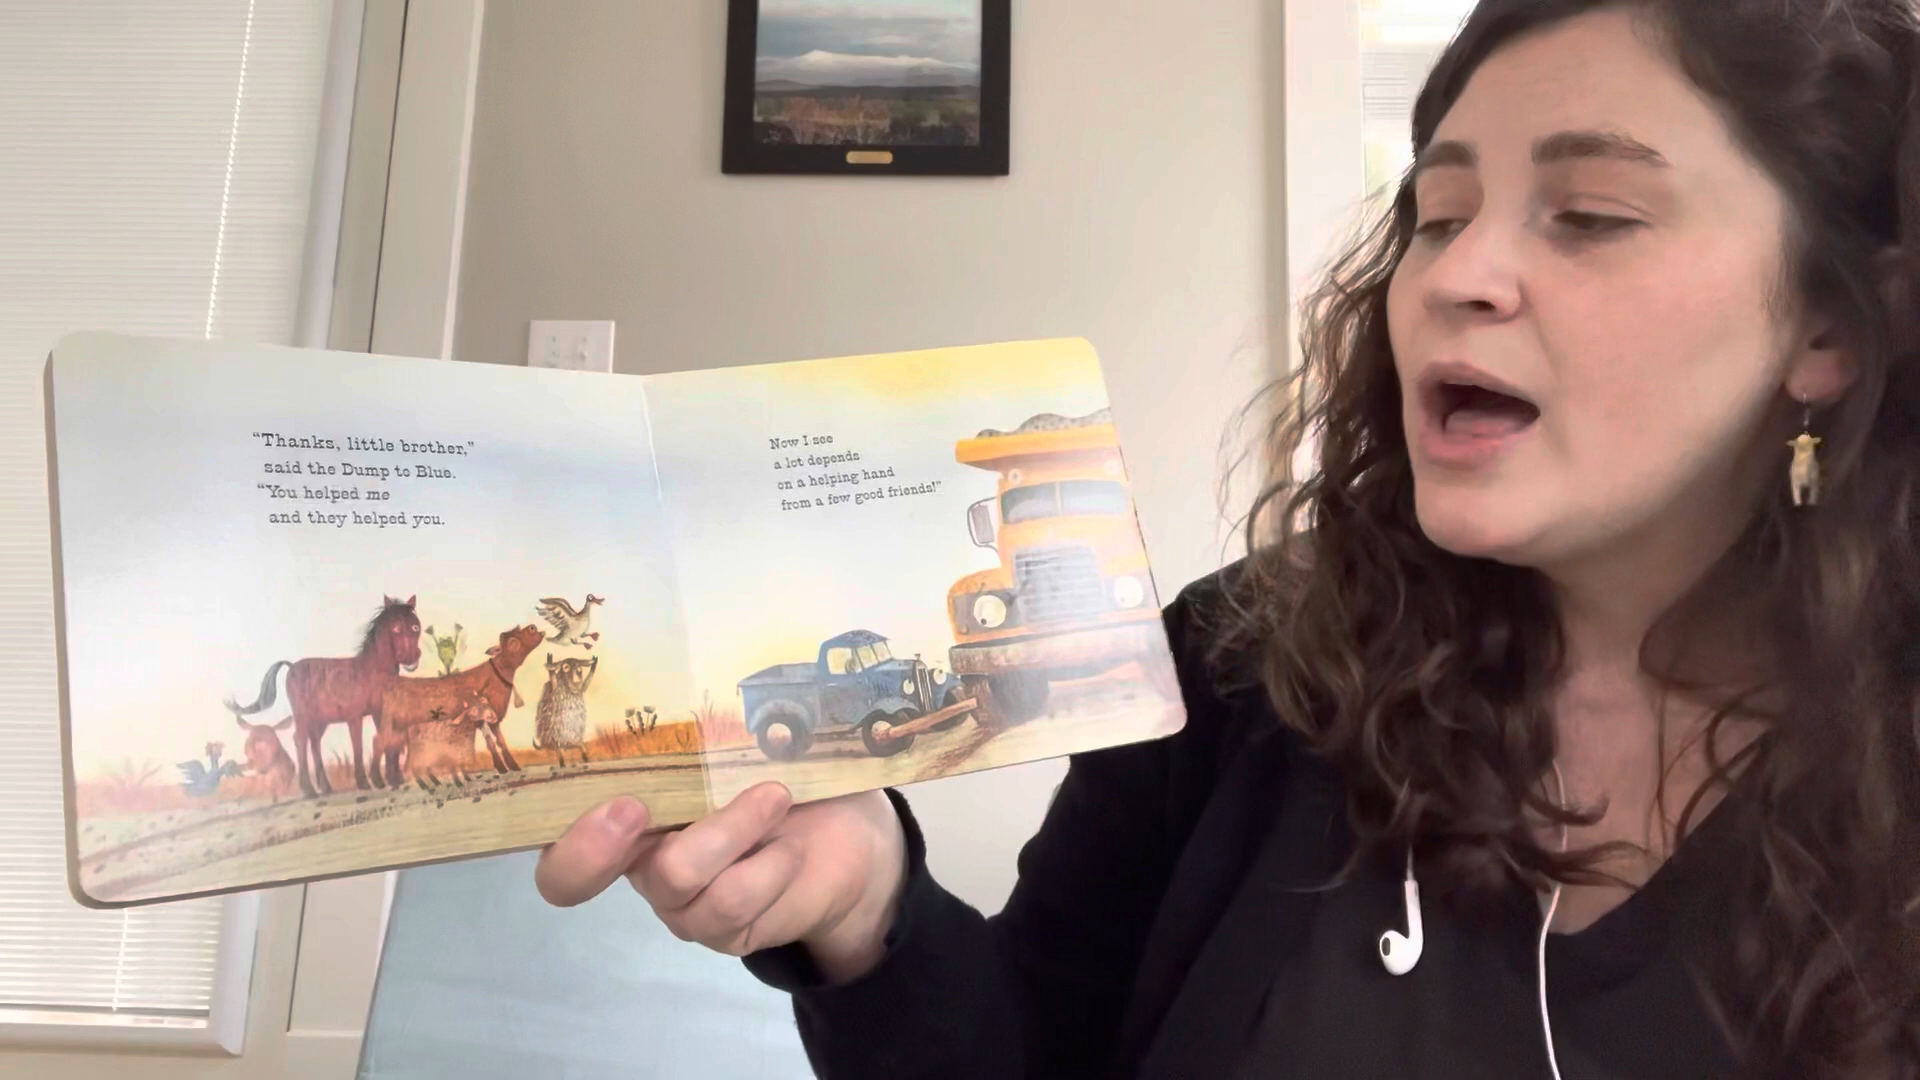 “Thanks, little brother,”
said the Dump to Blue.
“You helped me
and they helped you.
Now I see
a lot depends
on a helping hand
from a few good friends!”